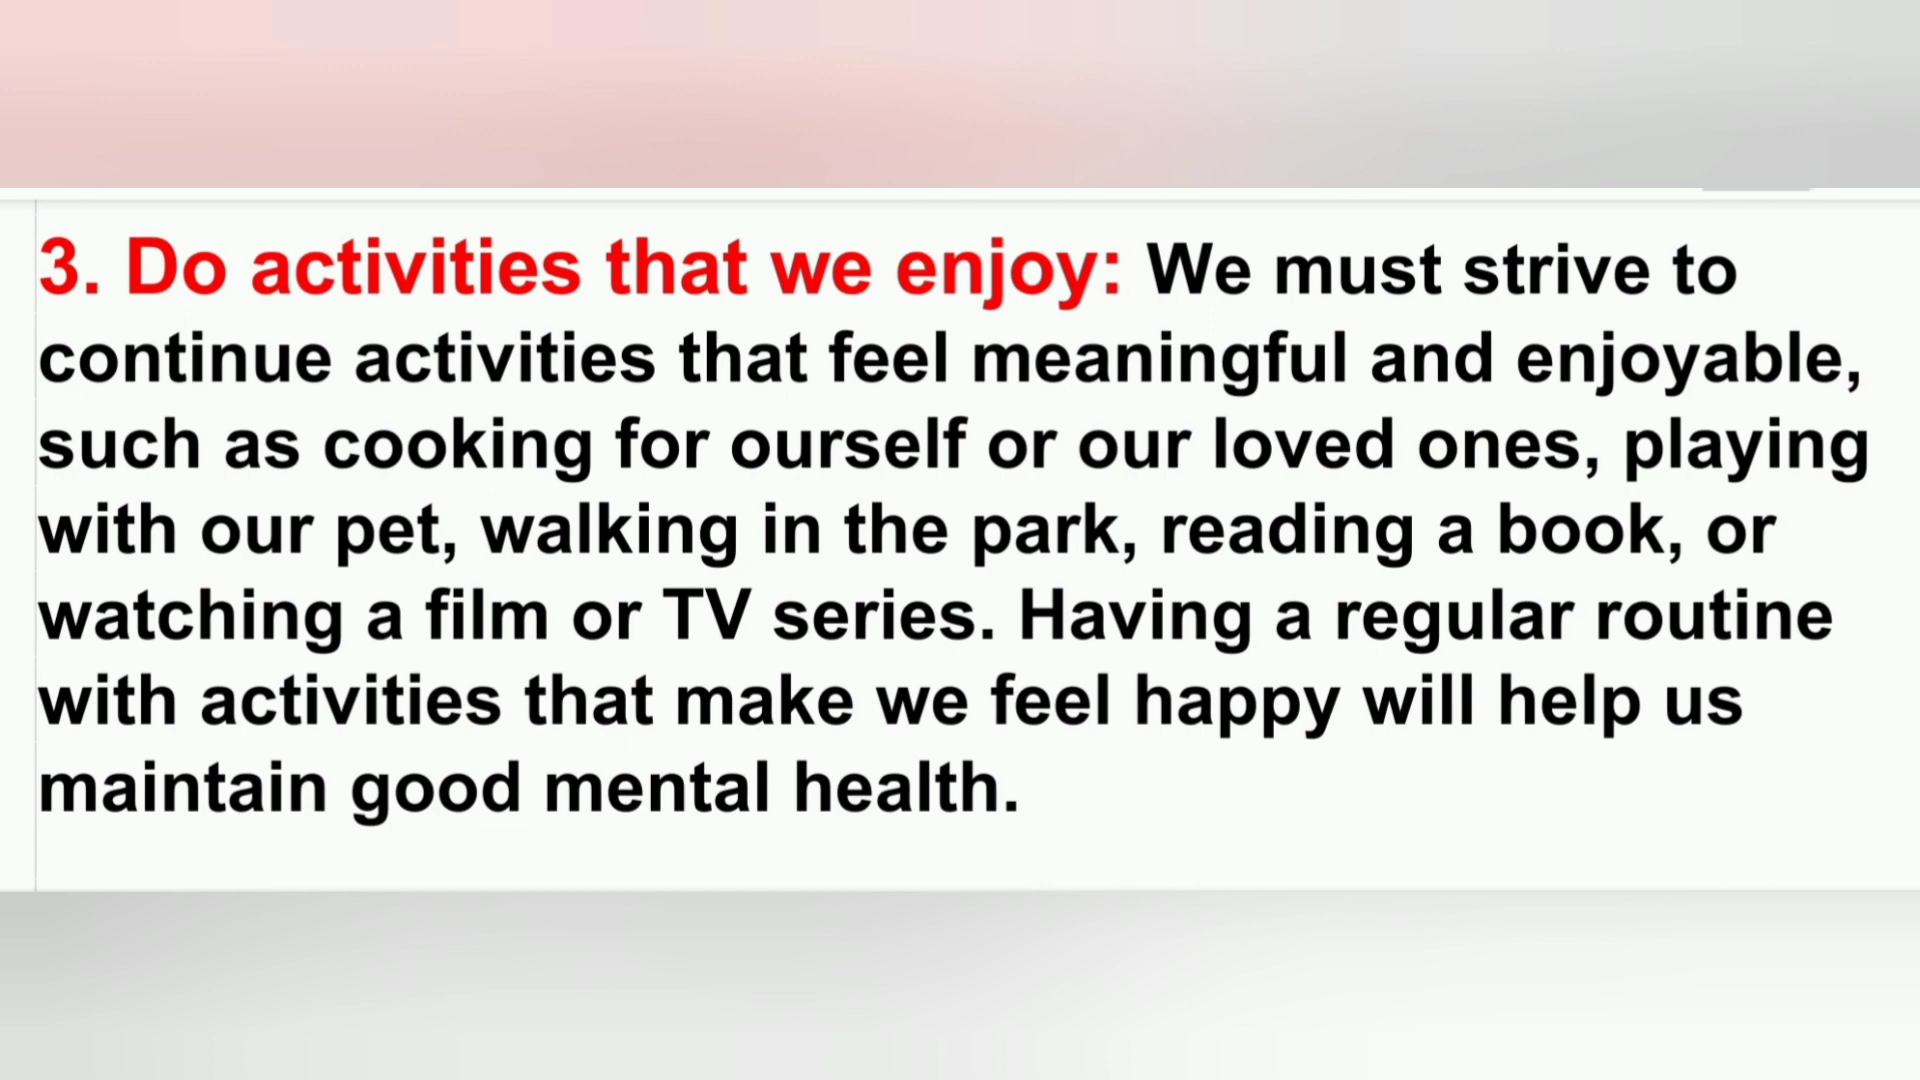 3. Do activities that we enjoy: We must strive to
continue activities that feel meaningful and enjoyable,
such as cooking for ourself or our loved ones, playing
with our pet, walking in the park, reading a book, or
watching a film or TV series. Having a regular routine
with activities that make we feel happy will help us
maintain good mental health.